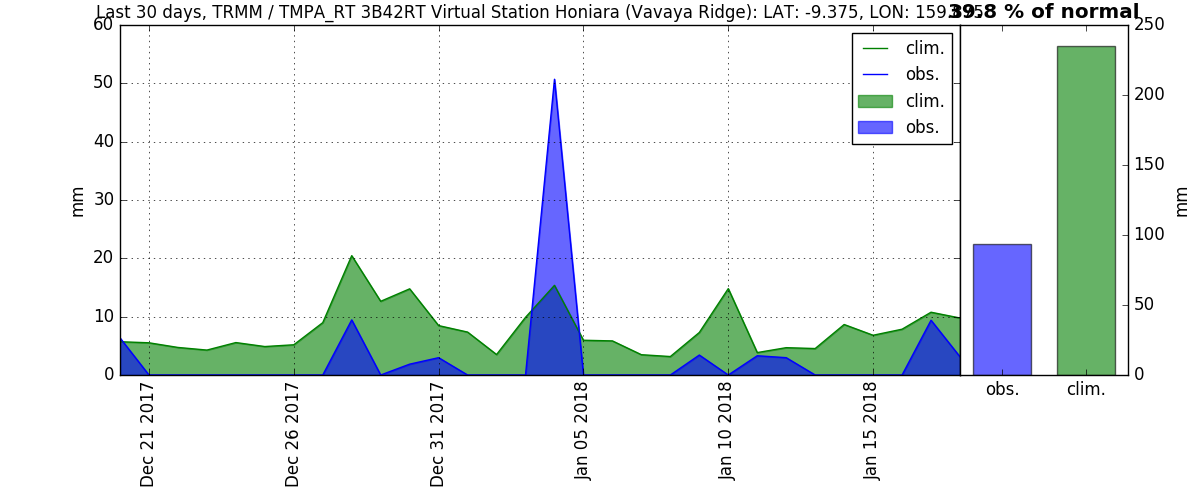 Last 30 days, TRMM / TMPA_RT 3B42RT Virtual Station Honiara (Vavaya Ridge): LAT: -9.375, LON:
39.8 % of normal
60
50
40
30
20
10
0
mm
clim.
obs.
clim.
obs.
Dec 21 2017
Dec 26 2017
Dec 31 2017
Jan 05 2018
Jan 10 2018
Jan 15 2018
250
200
150
100
50
0
mm
obs.
clim.